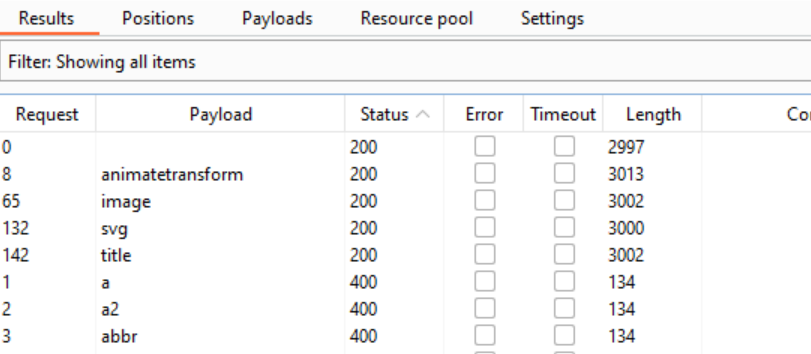 Results Positions Payloads Resource pool Settings
Filter: Showing all items
Request Payload Status Error Timeout Length Co
0 200 2997
8 animatetransform 200 3013
65 image 200 3002
132 svg 200 3000
142 title 200 3002
1 a 400 134
2 a2 400 134
3 abbr 400 134